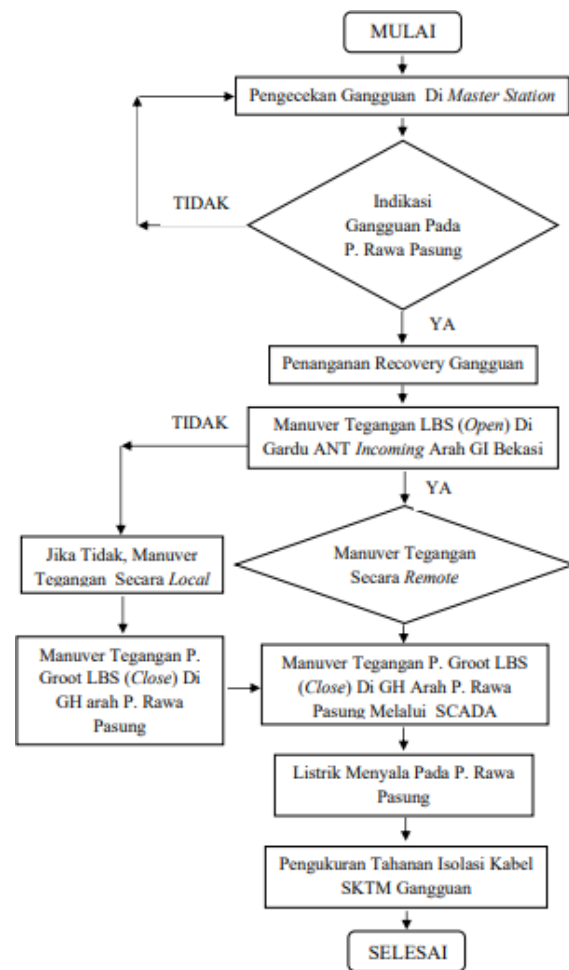 MULAI
Pengecekan Gangguan Di Master Station
TIDAK
Indikasi
Gangguan Pada
P. Rawa Pasung
YA
Penanganan Recovery Gangguan
TIDAK
Manuver Tegangan LBS (Open) Di
Gardu ANT Incoming Arah GI Bekasi
YA
Jika Tidak, Manuver
Tegangan Secara Local
Manuver Tegangan
Secara Remote
Manuver Tegangan P.
Groot LBS (Close) Di
GH arah P. Rawa
Pasung
Manuver Tegangan P. Groot LBS
(Close) Di GH Arah P. Rawa
Pasung Melalui SCADA
Listrik Menyala Pada P. Rawa
Pasung
Pengukuran Tahanan Isolasi Kabel
SKTM Gangguan
SELESAI